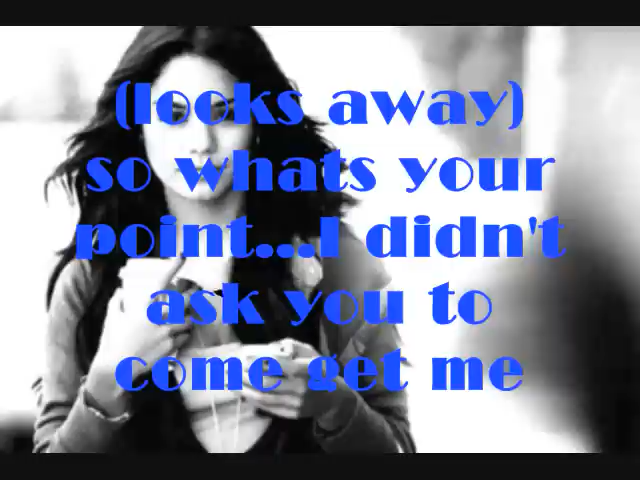 (looks away)
so whats your
point...I didn't
ask you to
come get me